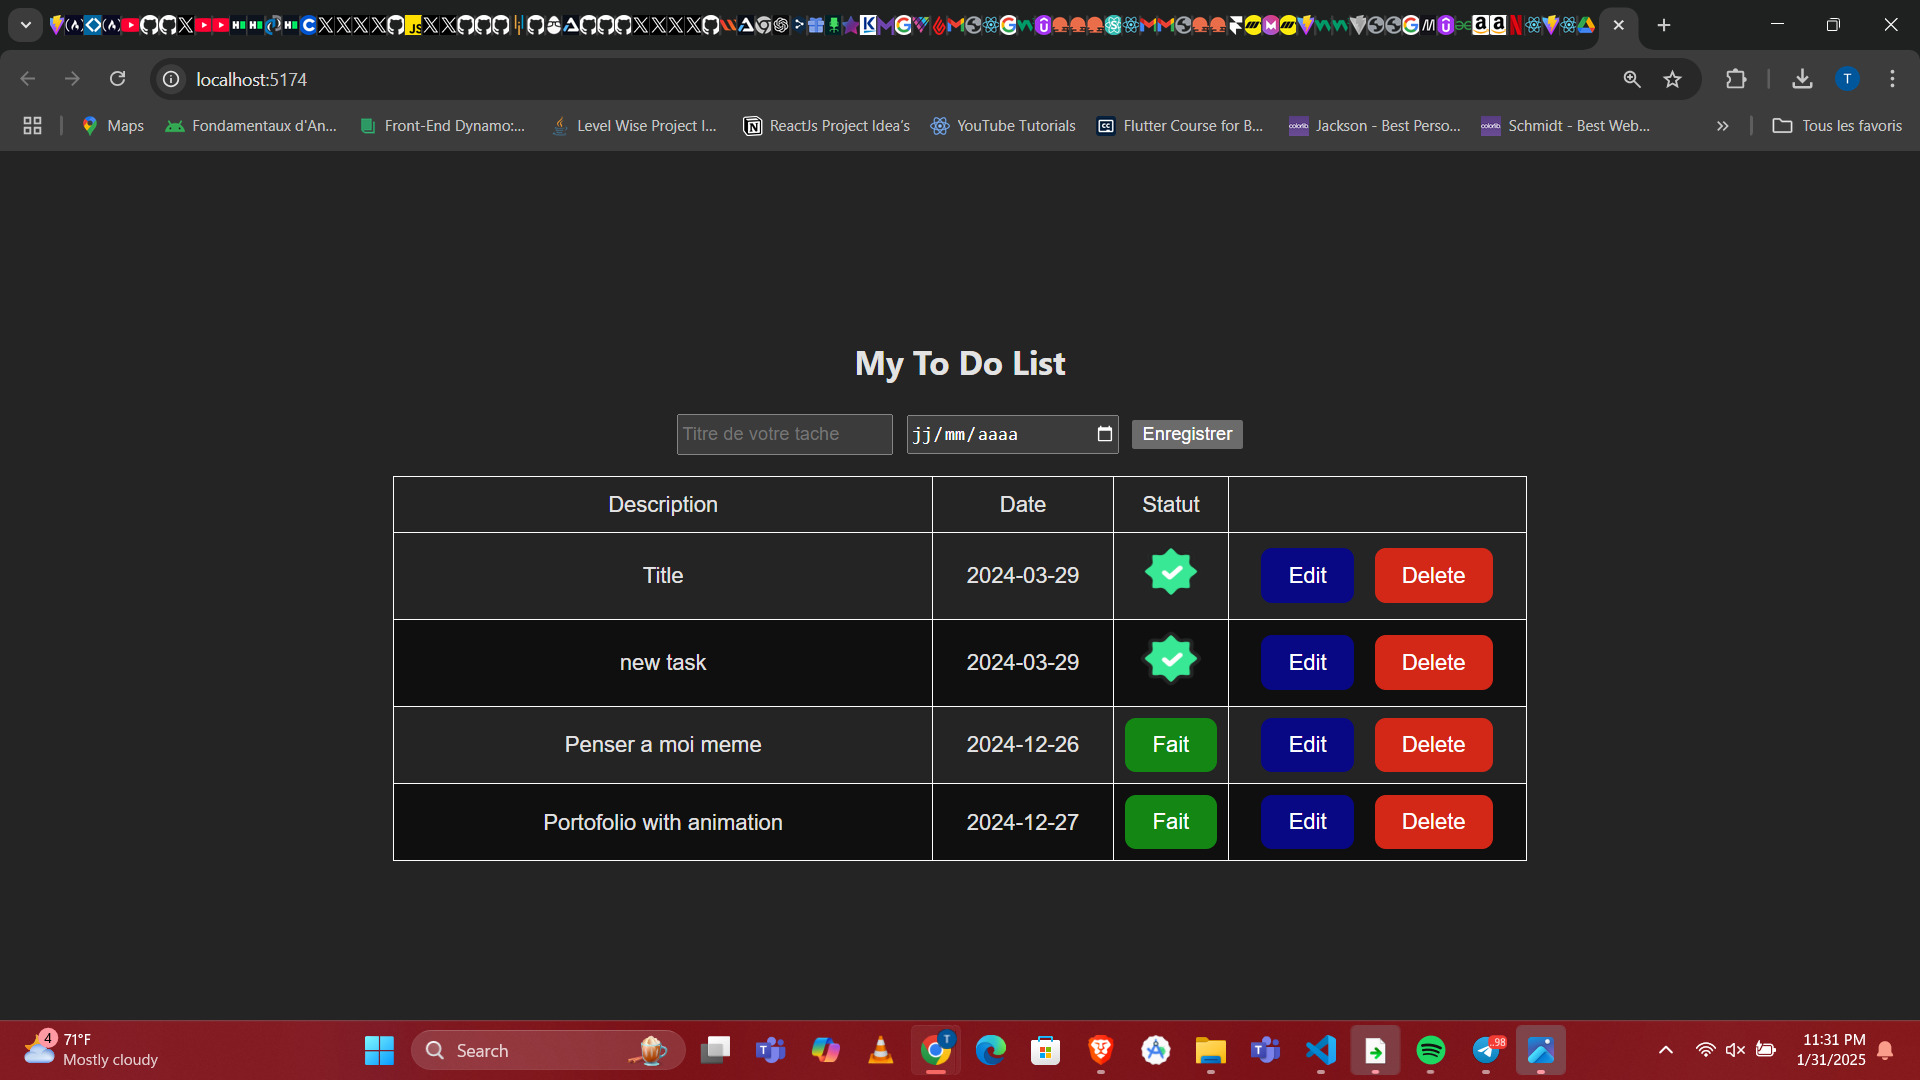 localhost:5174
T
Maps
Fondamentaux d'An...
Front-End Dynamo:...
Level Wise Project I...
ReactJs Project Idea's
YouTube Tutorials
Flutter Course for B...
Jackson - Best Perso...
Schmidt - Best Web...
Tous les favoris
My To Do List
Titre de votre tache
jj/mm/aaaa
Enregistrer
Description Date Statut
Title 2024-03-29 Edit Delete
new task 2024-03-29 Edit Delete
Penser a moi meme 2024-12-26 Fait Edit Delete
Portofolio with animation 2024-12-27 Fait Edit Delete
4
71°F
Mostly cloudy
Search
T
98
11:31 PM
1/31/2025